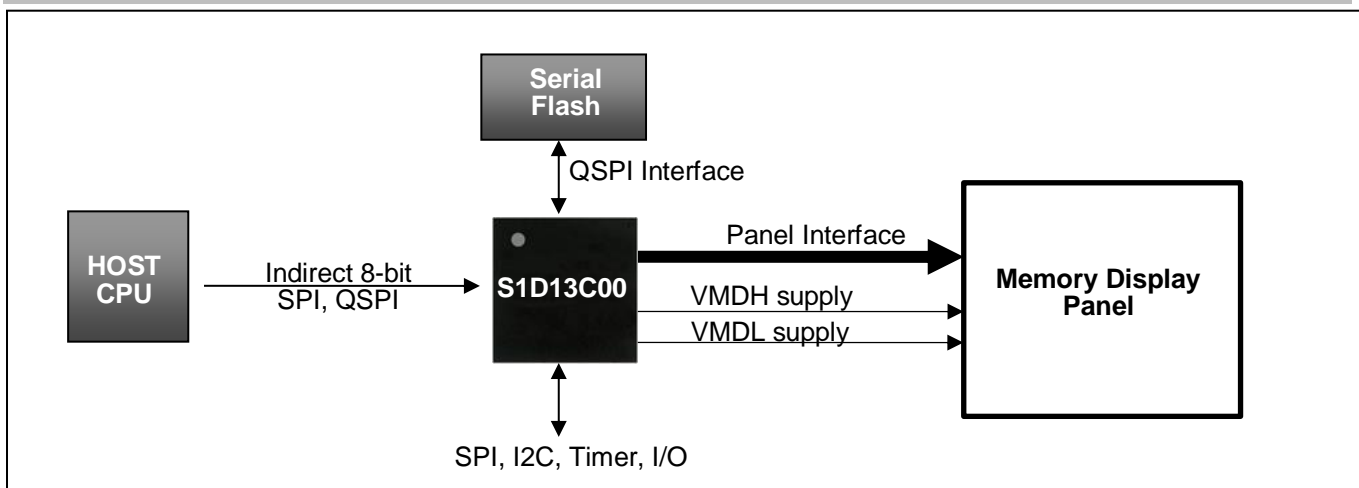 Serial
Flash
QSPI Interface
HOST
CPU
Indirect 8-bit
SPI, QSPI
S1D13C00
Panel Interface
VMDH supply
VMDL supply
Memory Display
Panel
SPI, I2C, Timer, I/O